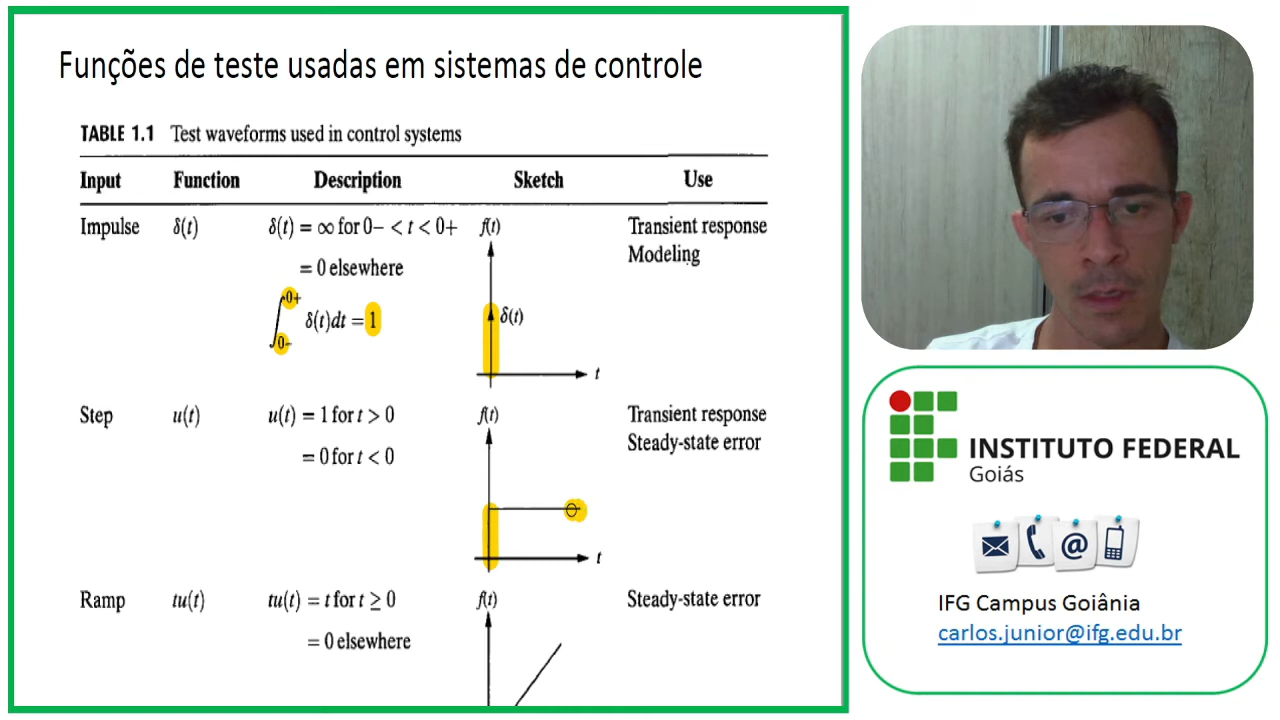 Funções de teste usadas em sistemas de controle
TABLE 1.1 Test waveforms used in control systems
Input Function Description Sketch Use
Impulse δ(t) δ(t) = ∞ for 0− < t < 0+ f(t) Transient response
= 0 elsewhere Modeling
∫0−0+ δ(t)dt = 1 δ(t)
t
Step u(t) u(t) = 1 for t > 0 f(t) Transient response
= 0 for t < 0 Steady-state error
t
Ramp tu(t) tu(t) = t for t ≥ 0 f(t) Steady-state error
= 0 elsewhere
INSTITUTO FEDERAL
Goiás
@
IFG Campus Goiânia
carlos.junior@ifg.edu.br